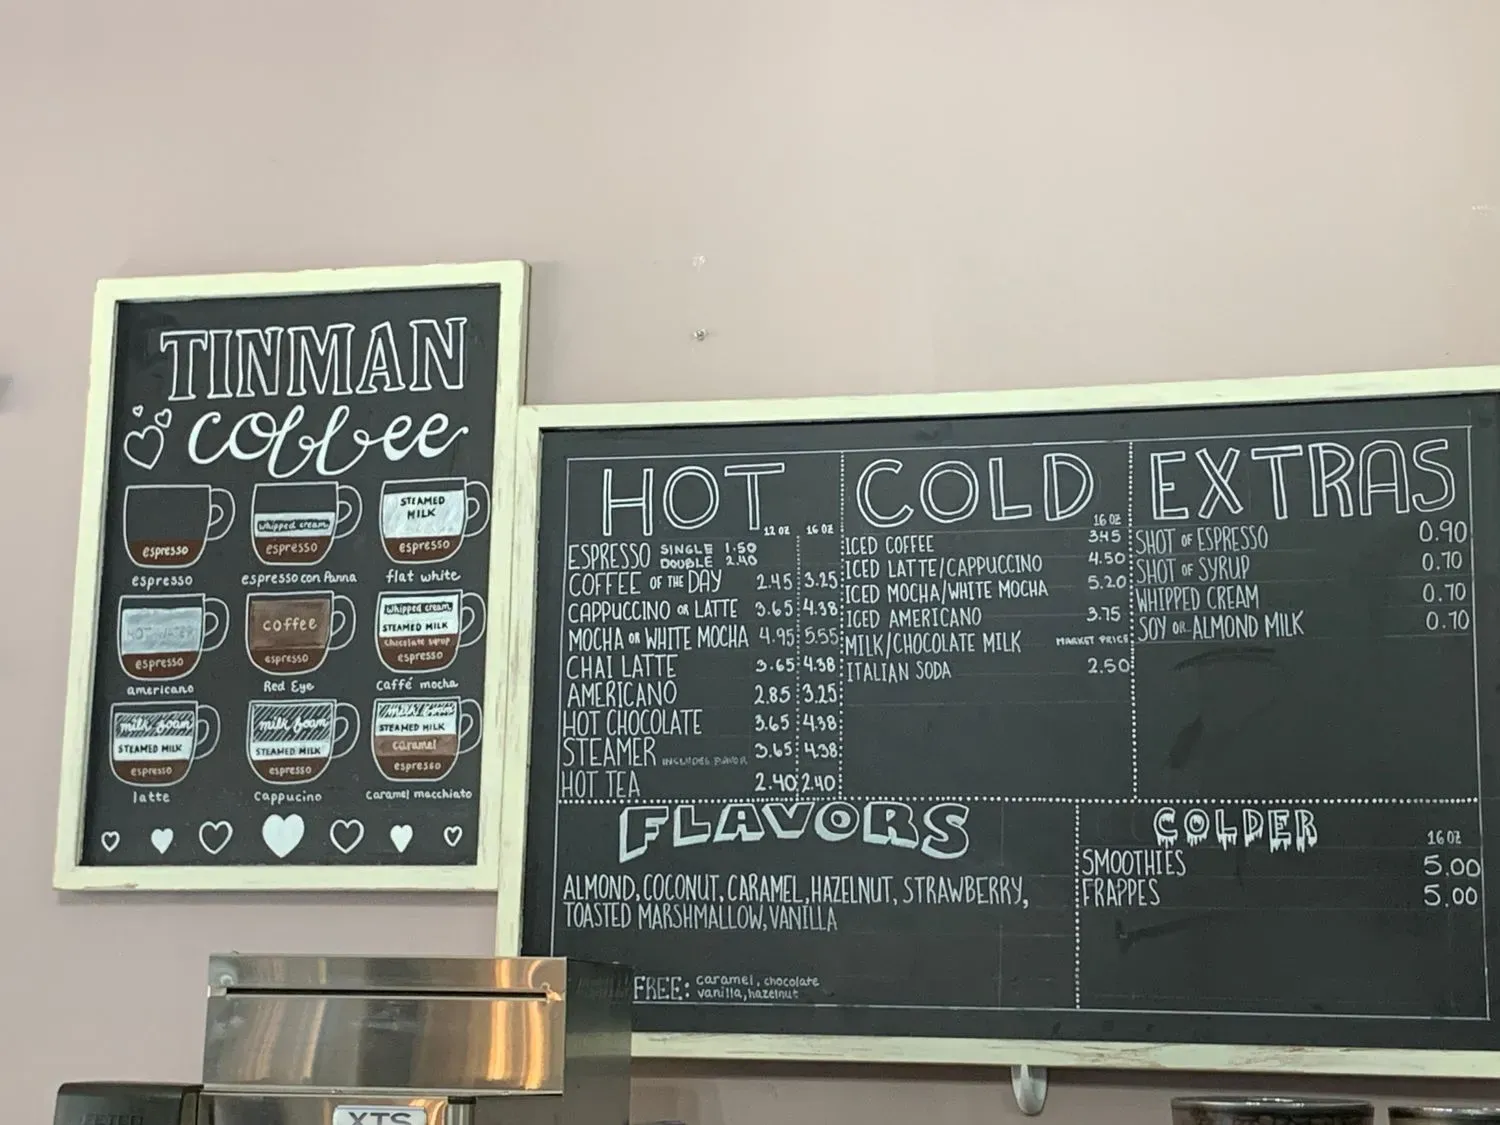 TINMAN
coffee
espresso
espresso
whipped cream
espresso
espresso con Panna
STEAMED
MILK
espresso
flat white
HOT WATER
espresso
americano
coffee
espresso
Red Eye
whipped cream
STEAMED MILK
chocolate syrup
espresso
Caffé mocha
milk foam
STEAMED MILK
espresso
latte
milk foam
STEAMED MILK
espresso
Cappucino
milk foam
STEAMED MILK
caramel
espresso
caramel macchiato
HOT
12 OZ 16 OZ
ESPRESSO SINGLE 1.50
DOUBLE 2.40
COFFEE OF THE DAY 2.45 3.25
CAPPUCCINO OR LATTE 3.65 4.38
MOCHA OR WHITE MOCHA 4.95 5.55
CHAI LATTE 3.65 4.38
AMERICANO 2.85 3.25
HOT CHOCOLATE 3.65 4.38
STEAMER INCLUDES FLAVOR 3.65 4.38
HOT TEA 2.40 2.40
COLD
16 OZ
ICED COFFEE 3.45
ICED LATTE/CAPPUCCINO 4.50
ICED MOCHA/WHITE MOCHA 5.20
ICED AMERICANO 3.75
MILK/CHOCOLATE MILK MARKET PRICE
ITALIAN SODA 2.50
EXTRAS
SHOT OF ESPRESSO 0.90
SHOT OF SYRUP 0.70
WHIPPED CREAM 0.70
SOY OR ALMOND MILK 0.70
FLAVORS
ALMOND, COCONUT, CARAMEL, HAZELNUT, STRAWBERRY,
TOASTED MARSHMALLOW, VANILLA
FREE: caramel, chocolate
vanilla, hazelnut
COLDER
16 OZ
SMOOTHIES 5.00
FRAPPES 5.00
XTS